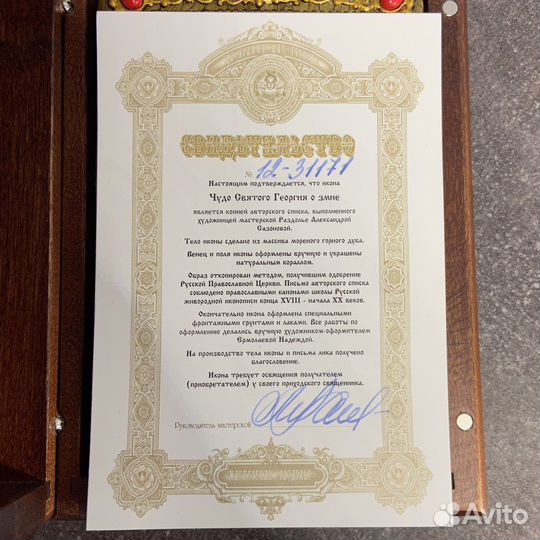 СВИДѢТЕЛЬСТВО
№ 12-31171
Настоящим подтверждается, что икона
Чудо Святого Георгия о змие
является копией авторского списка, выполненного
художницей мастерской Раздолье Александрой
Сазоновой.
Тело иконы сделано из массива мореного горного дуба.
Венец и поля иконы оформлены вручную и украшены
натуральным кораллом.
Образ откопирован методом, получившим одобрение
Русской Православной Церкви. Письмо авторского списка
соблюдено православными канонами школы Русской
живородной иконописи конца XVIII - начала XX веков.
Окончательно икона оформлена специальными
фронтажными грунтами и лаками. Все работы по
оформлению делались вручную художником-оформителем
Ермолаевой Надеждой.
На производство тела иконы и письма лика получено
благословение.
Икона требует освящения получателем
(приобретателем) у своего приходского священника.
Руководитель мастерской
Avito